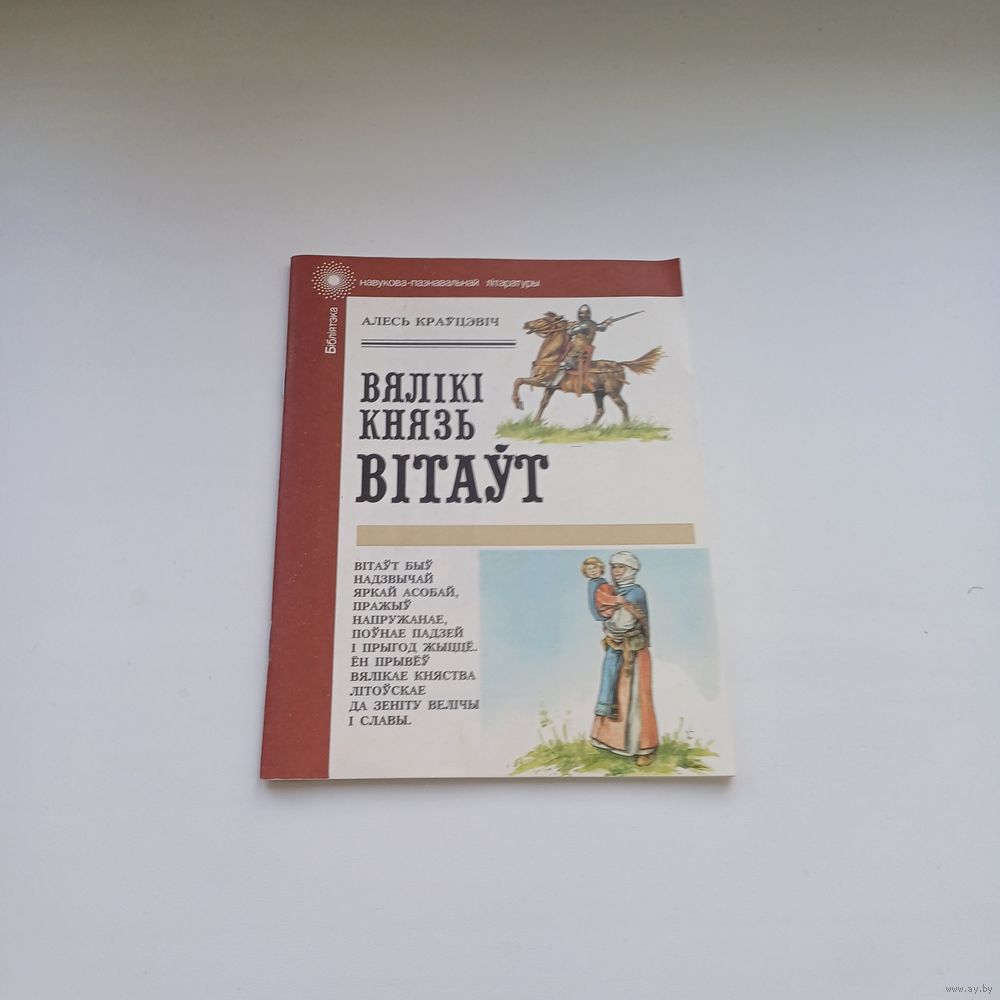 Бібліятэка
навукова-пазнавальнай літаратуры
АЛЕСЬ КРАЎЦЭВІЧ
ВЯЛІКІ
КНЯЗЬ
ВІТАЎТ
ВІТАЎТ БЫЎ
НАДЗВЫЧАЙ
ЯРКАЙ АСОБАЙ,
ПРАЖЫЎ
НАПРУЖАНАЕ,
ПОЎНАЕ ПАДЗЕЙ
І ПРЫГОД ЖЫЦЦЁ.
ЁН ПРЫВЁЎ
ВЯЛІКАЕ КНЯСТВА
ЛІТОЎСКАЕ
ДА ЗЕНІТУ ВЕЛІЧЫ
І СЛАВЫ.
www.ay.by